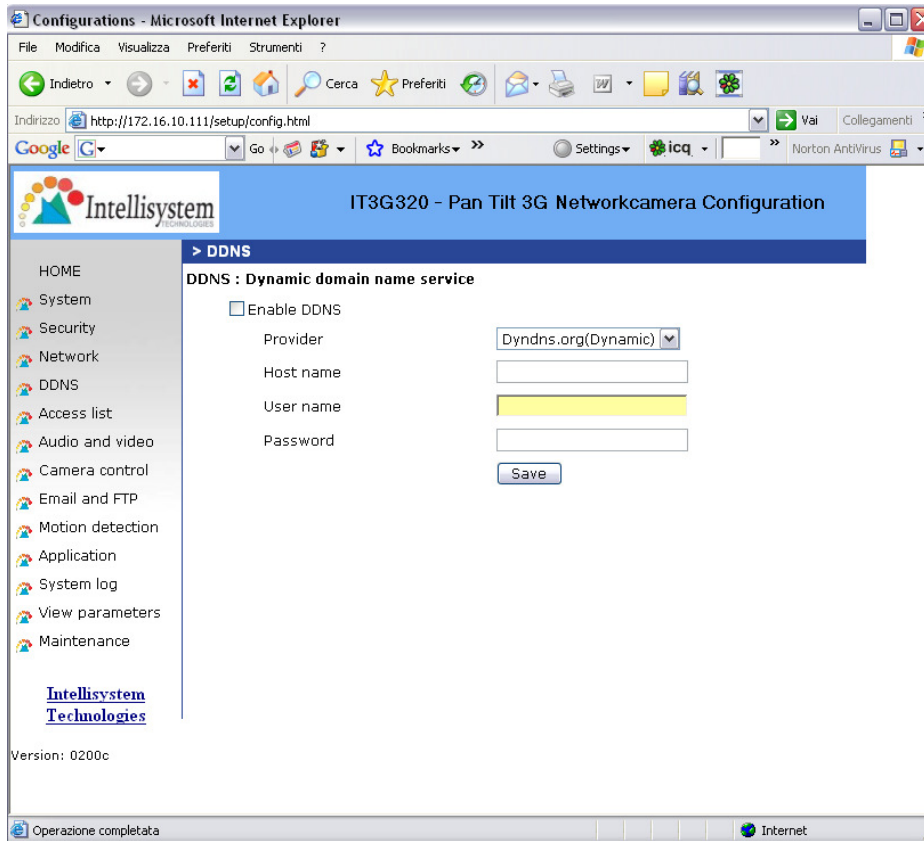 Configurations - Microsoft Internet Explorer
File Modifica Visualizza Preferiti Strumenti ?
Indietro Cerca Preferiti
Indirizzo http://172.16.10.111/setup/config.html Vai Collegamenti
Google G Go Bookmarks Settings icq Norton AntiVirus
Intellisystem
TECHNOLOGIES
IT3G320 - Pan Tilt 3G Networkcamera Configuration
> DDNS
HOME
System
Security
Network
DDNS
Access list
Audio and video
Camera control
Email and FTP
Motion detection
Application
System log
View parameters
Maintenance
Intellisystem
Technologies
Version: 0200c
DDNS : Dynamic domain name service
Enable DDNS
Provider Dyndns.org(Dynamic)
Host name
User name
Password
Save
Operazione completata Internet